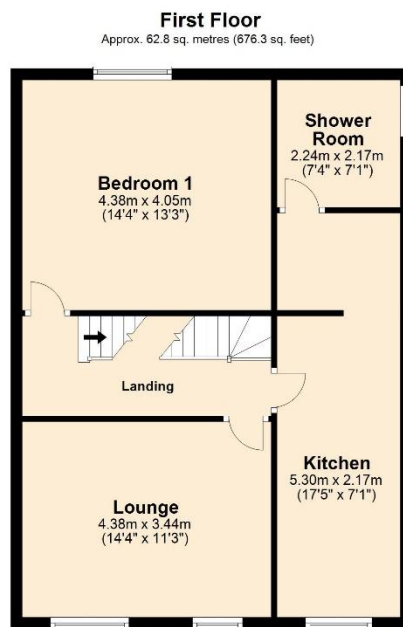 First Floor
Approx. 62.8 sq. metres (676.3 sq. feet)
Shower
Room
2.24m x 2.17m
(7'4" x 7'1")
Bedroom 1
4.38m x 4.05m
(14'4" x 13'3")
Landing
Kitchen
5.30m x 2.17m
(17'5" x 7'1")
Lounge
4.38m x 3.44m
(14'4" x 11'3")